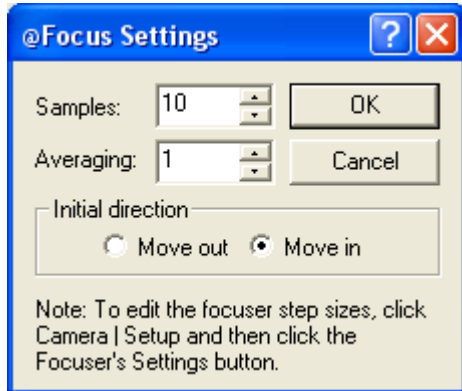 @Focus Settings
Samples: 10 OK
Averaging: 1 Cancel
Initial direction
Move out Move in
Note: To edit the focuser step sizes, click
Camera | Setup and then click the
Focuser's Settings button.